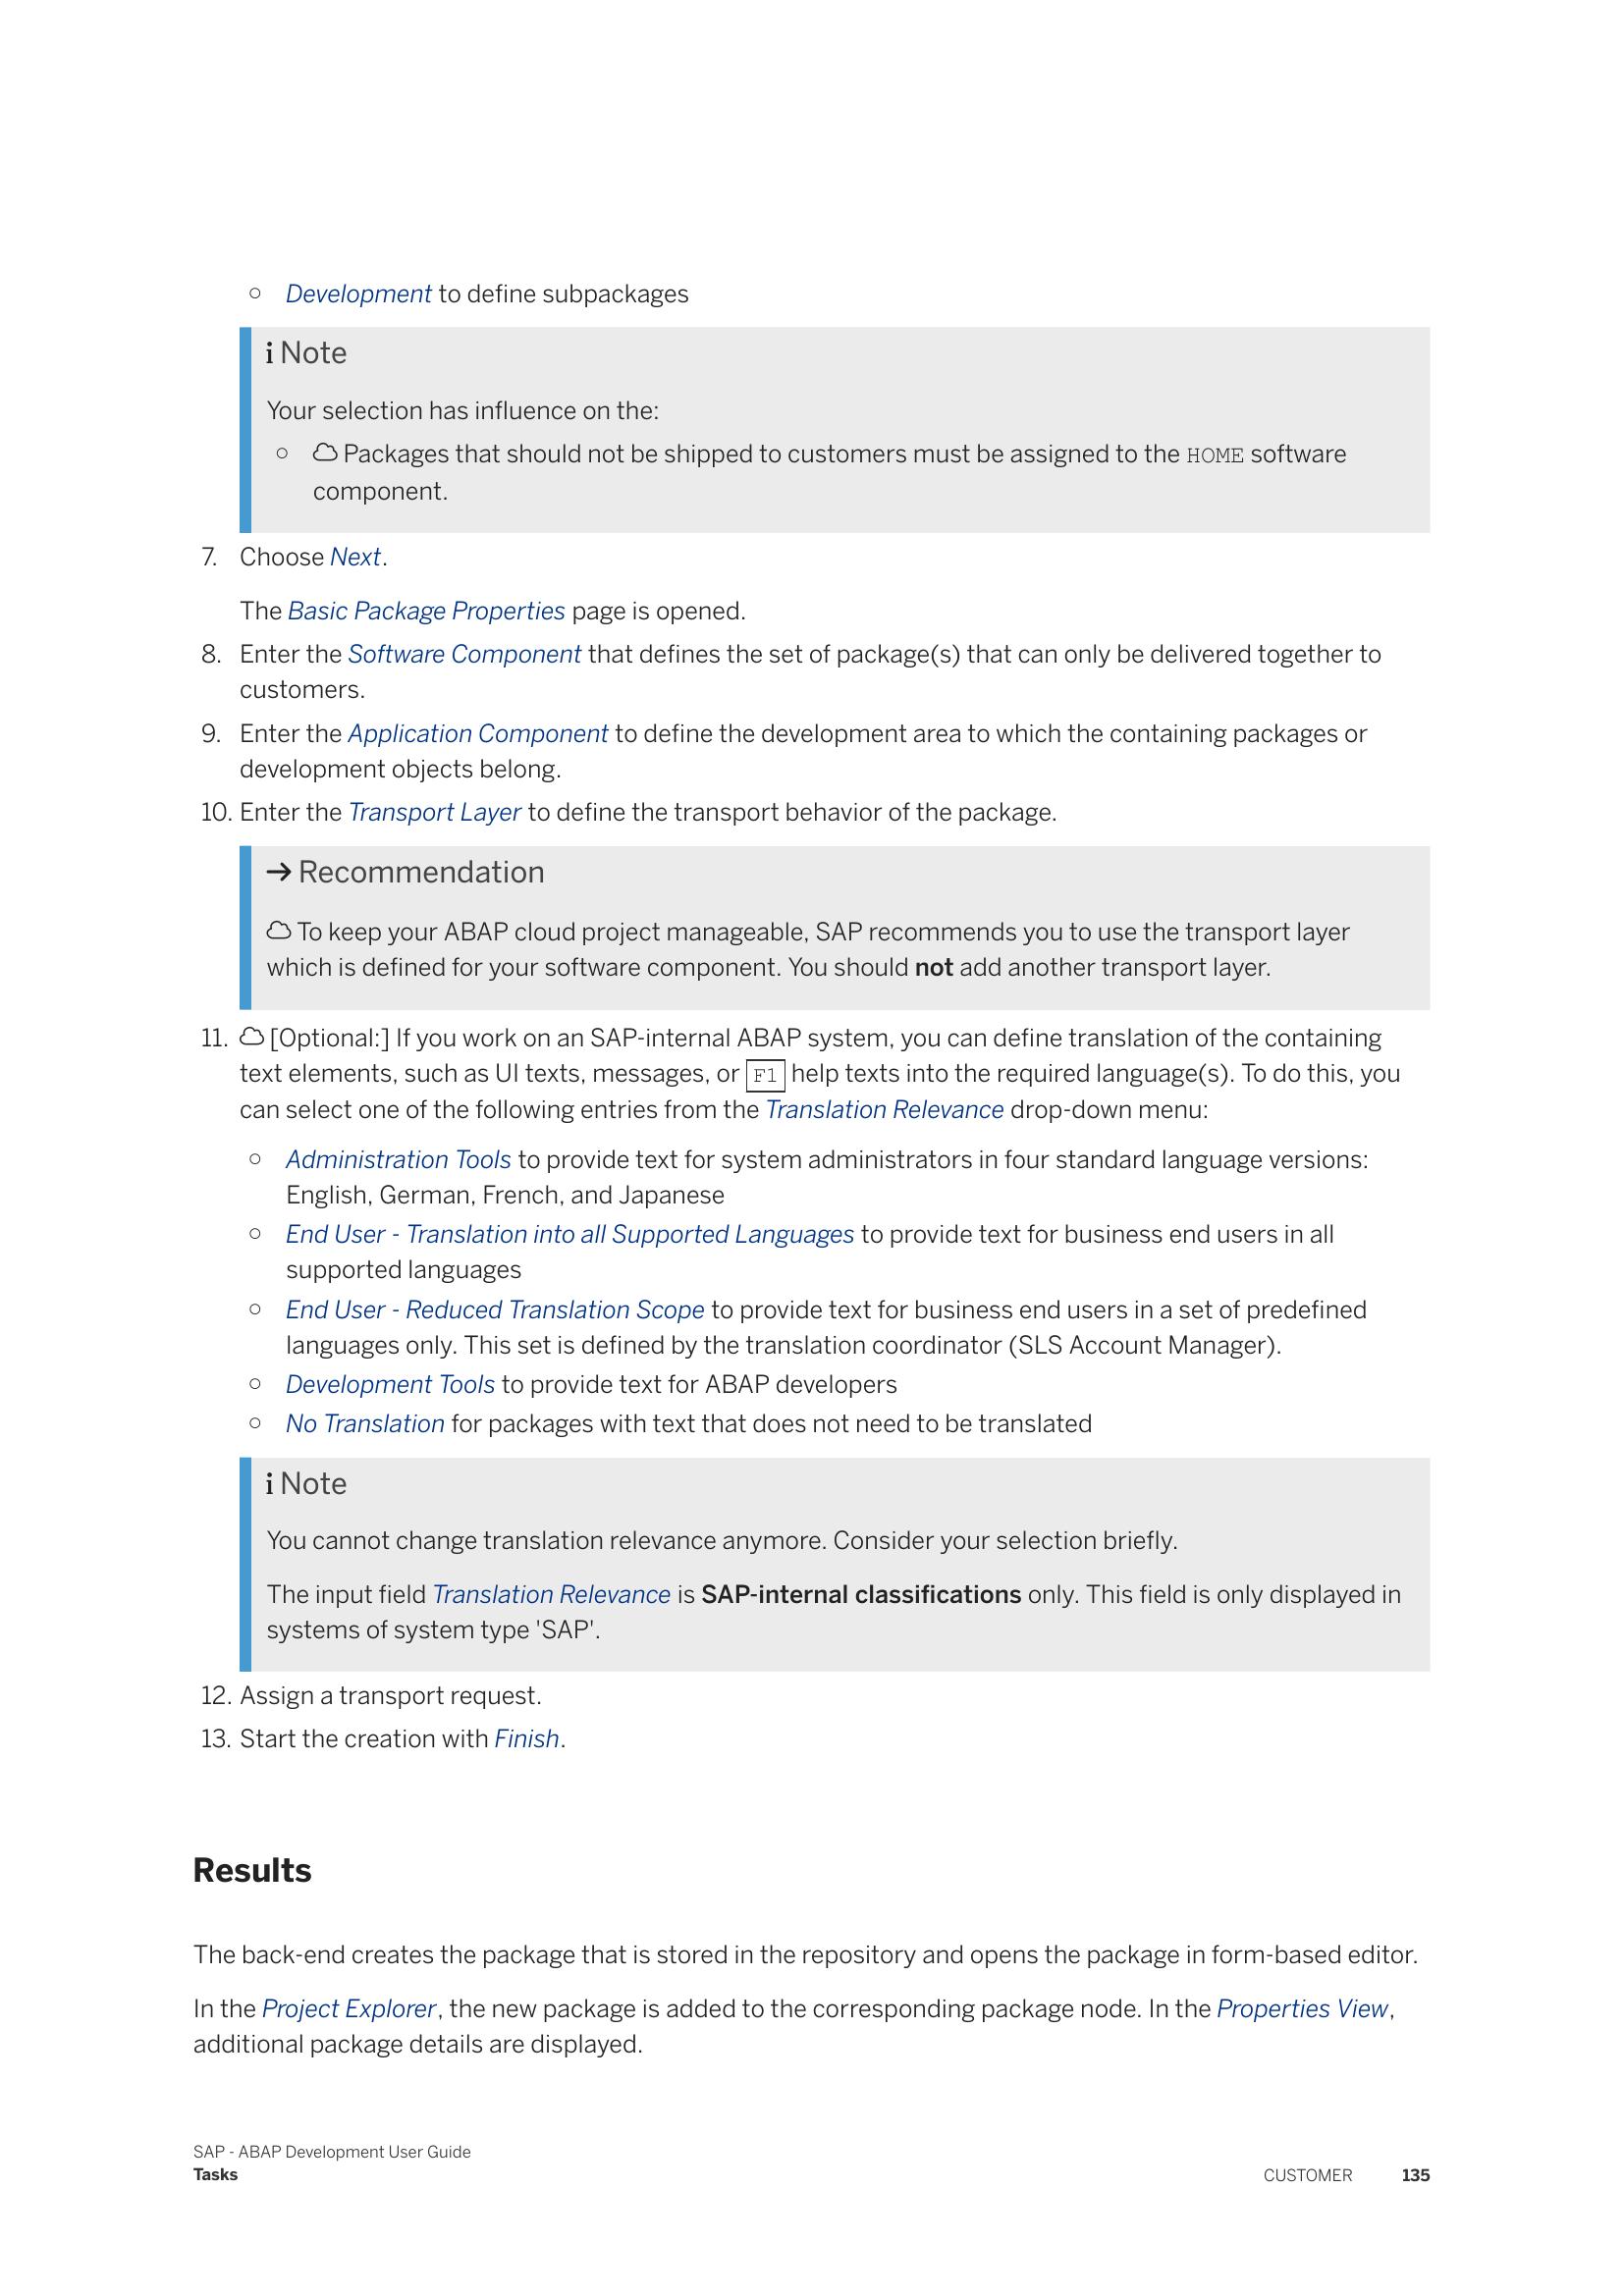 ○ Development to define subpackages
i Note
Your selection has influence on the:
○ Packages that should not be shipped to customers must be assigned to the HOME software
component.
7. Choose Next.
The Basic Package Properties page is opened.
8. Enter the Software Component that defines the set of package(s) that can only be delivered together to
customers.
9. Enter the Application Component to define the development area to which the containing packages or
development objects belong.
10. Enter the Transport Layer to define the transport behavior of the package.
→ Recommendation
To keep your ABAP cloud project manageable, SAP recommends you to use the transport layer
which is defined for your software component. You should not add another transport layer.
11. [Optional:] If you work on an SAP-internal ABAP system, you can define translation of the containing
text elements, such as UI texts, messages, or F1 help texts into the required language(s). To do this, you
can select one of the following entries from the Translation Relevance drop-down menu:
○ Administration Tools to provide text for system administrators in four standard language versions:
English, German, French, and Japanese
○ End User - Translation into all Supported Languages to provide text for business end users in all
supported languages
○ End User - Reduced Translation Scope to provide text for business end users in a set of predefined
languages only. This set is defined by the translation coordinator (SLS Account Manager).
○ Development Tools to provide text for ABAP developers
○ No Translation for packages with text that does not need to be translated
i Note
You cannot change translation relevance anymore. Consider your selection briefly.
The input field Translation Relevance is SAP-internal classifications only. This field is only displayed in
systems of system type 'SAP'.
12. Assign a transport request.
13. Start the creation with Finish.
Results
The back-end creates the package that is stored in the repository and opens the package in form-based editor.
In the Project Explorer, the new package is added to the corresponding package node. In the Properties View,
additional package details are displayed.
SAP - ABAP Development User Guide
Tasks
CUSTOMER 135